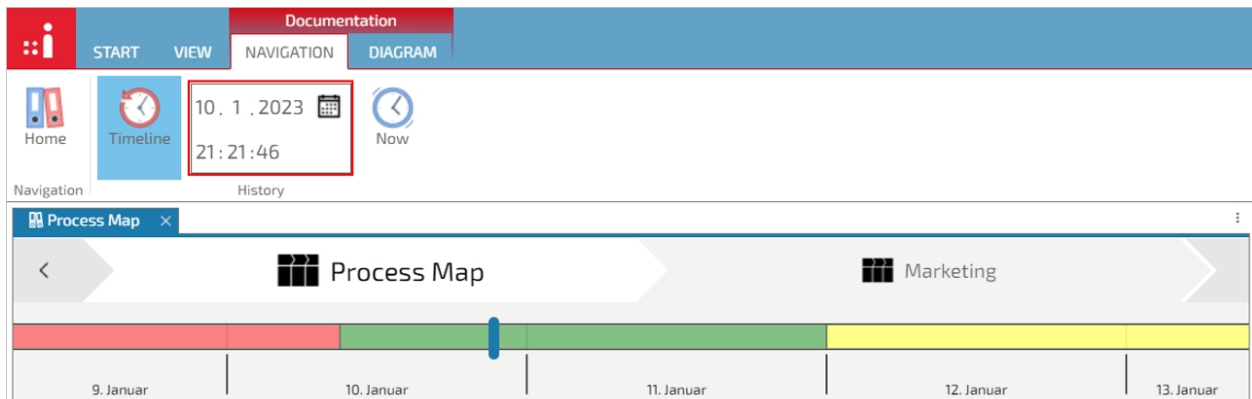 Documentation
START VIEW NAVIGATION DIAGRAM
Home
Timeline
10. 1 .2023
21:21:46
Now
Navigation
History
Process Map
Process Map
Marketing
9. Januar
10. Januar
11. Januar
12. Januar
13. Januar